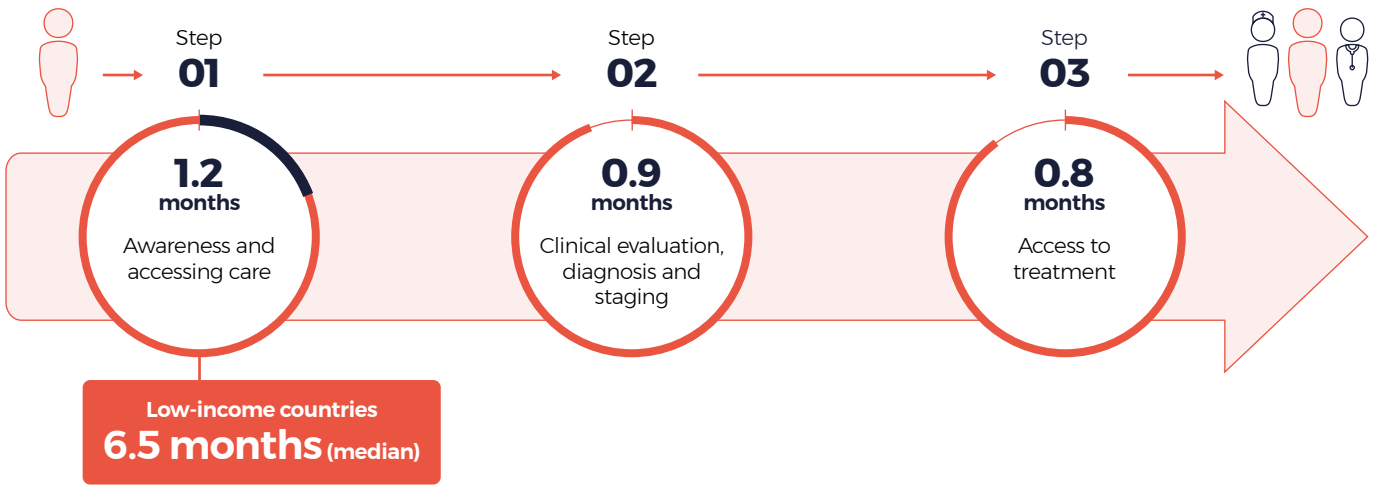 Step
01
Step
02
Step
03
1.2
months
Awareness and
accessing care
0.9
months
Clinical evaluation,
diagnosis and
staging
0.8
months
Access to
treatment
Low-income countries
6.5 months (median)